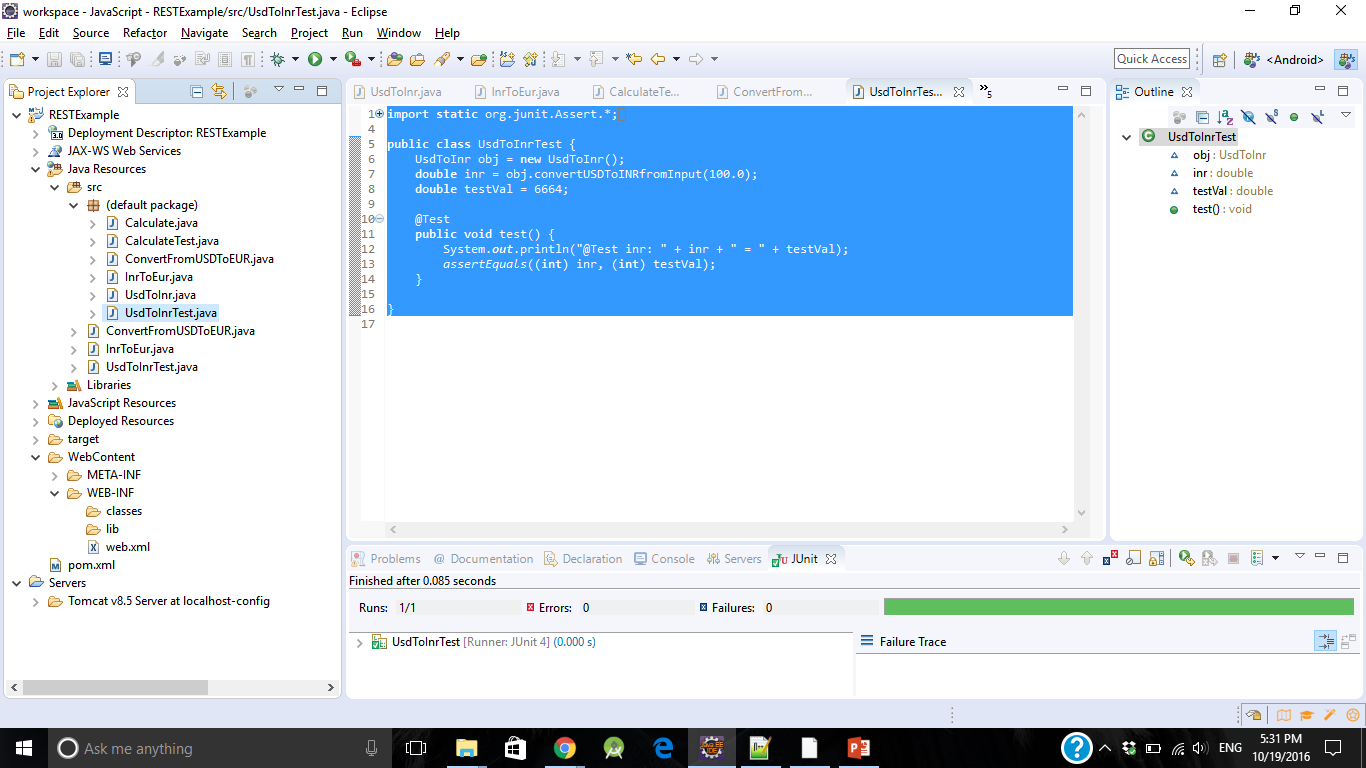 workspace - JavaScript - RESTExample/src/UsdToInrTest.java - Eclipse
File Edit Source Refactor Navigate Search Project Run Window Help
Quick Access <Android>
Project Explorer
RESTExample
Deployment Descriptor: RESTExample
JAX-WS Web Services
Java Resources
src
(default package)
Calculate.java
CalculateTest.java
ConvertFromUSDToEUR.java
InrToEur.java
UsdToInr.java
UsdToInrTest.java
ConvertFromUSDToEUR.java
InrToEur.java
UsdToInrTest.java
Libraries
JavaScript Resources
Deployed Resources
target
WebContent
META-INF
WEB-INF
classes
lib
web.xml
pom.xml
Servers
Tomcat v8.5 Server at localhost-config
UsdToInr.java InrToEur.java CalculateTe... ConvertFrom... UsdToInrTes... »5
1 import static org.junit.Assert.*;
4
5 public class UsdToInrTest {
6 UsdToInr obj = new UsdToInr();
7 double inr = obj.convertUSDToINRfromInput(100.0);
8 double testVal = 6664;
9
10 @Test
11 public void test() {
12 System.out.println("@Test inr: " + inr + " = " + testVal);
13 assertEquals((int) inr, (int) testVal);
14 }
15
16 }
17
Outline
UsdToInrTest
obj : UsdToInr
inr : double
testVal : double
test() : void
Problems @ Documentation Declaration Console Servers JUnit
Finished after 0.085 seconds
Runs: 1/1 Errors: 0 Failures: 0
UsdToInrTest [Runner: JUnit 4] (0.000 s)
Failure Trace
Ask me anything
ENG
5:31 PM
10/19/2016